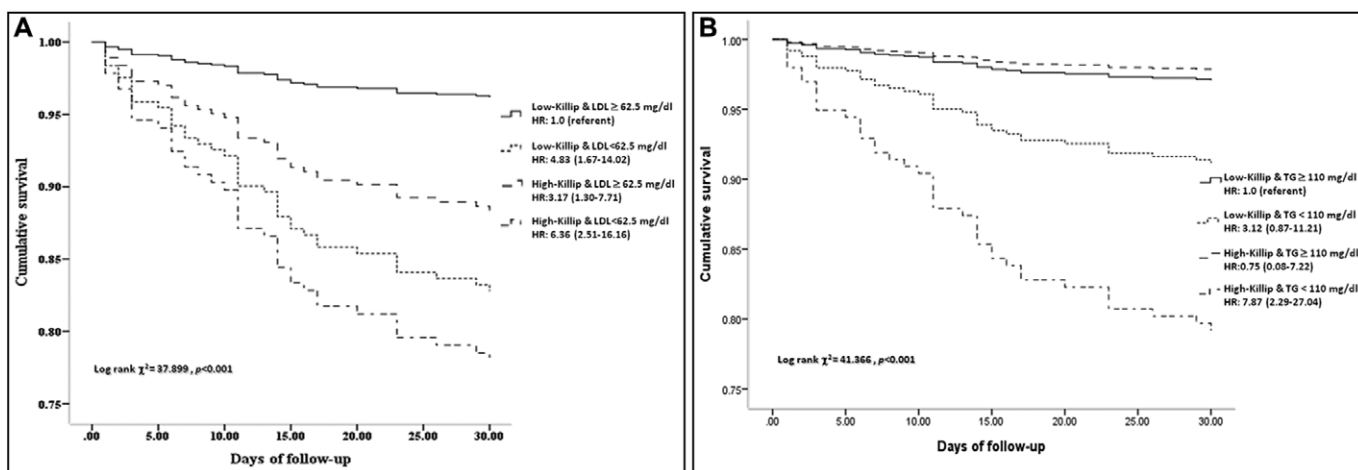 A
1.00
0.95
0.90
0.85
0.80
0.75
Cumulative survival
.00 5.00 10.00 15.00 20.00 25.00 30.00
Days of follow-up
Low-Killip & LDL ≥ 62.5 mg/dl
HR: 1.0 (referent)
Low-Killip & LDL<62.5 mg/dl
HR: 4.83 (1.67-14.02)
High-Killip & LDL ≥ 62.5 mg/dl
HR:3.17 (1.30-7.71)
High-Killip & LDL<62.5 mg/dl
HR: 6.36 (2.51-16.16)
Log rank χ²= 37.899 , p<0.001
B
1.00
0.95
0.90
0.85
0.80
0.75
Cumulative survival
.00 5.00 10.00 15.00 20.00 25.00 30.00
Days of follow-up
Low-Killip & TG ≥ 110 mg/dl
HR: 1.0 (referent)
Low-Killip & TG < 110 mg/dl
HR: 3.12 (0.87-11.21)
High-Killip & TG ≥ 110 mg/dl
HR:0.75 (0.08-7.22)
High-Killip & TG < 110 mg/dl
HR: 7.87 (2.29-27.04)
Log rank χ²= 41.366 , p<0.001